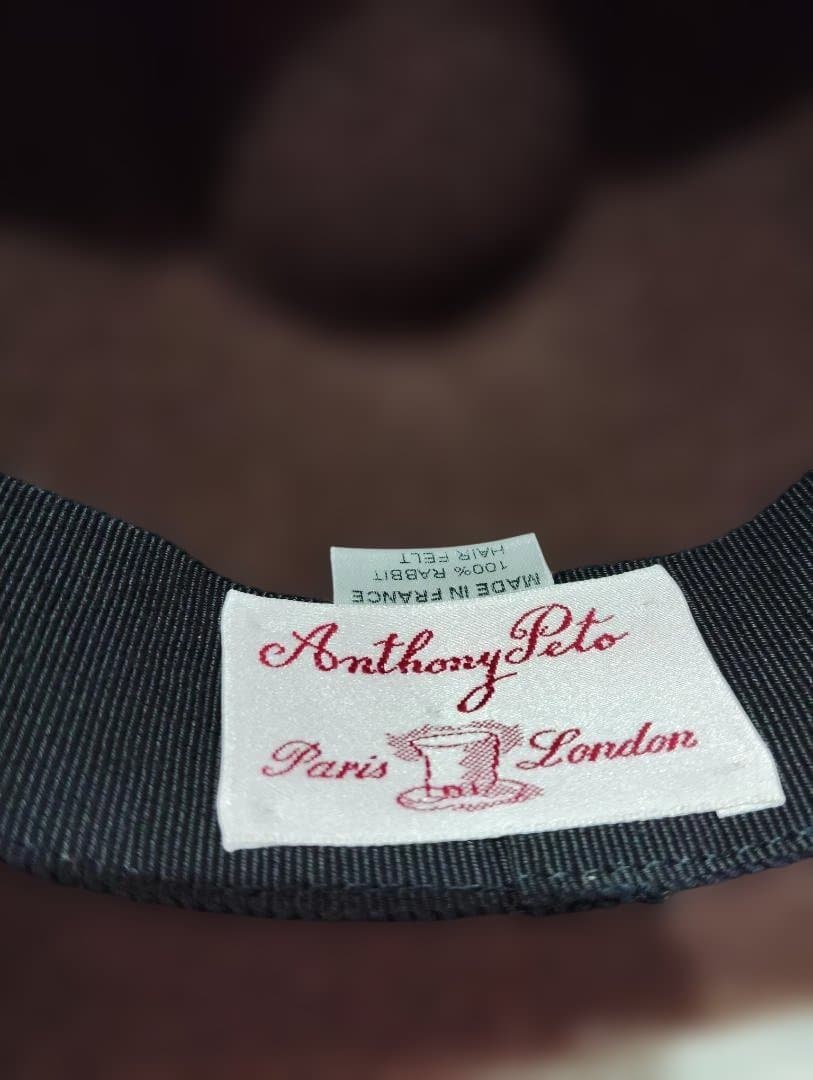 MADE IN FRANCE
100% RABBIT
HAIR FELT
Anthony Peto
Paris London